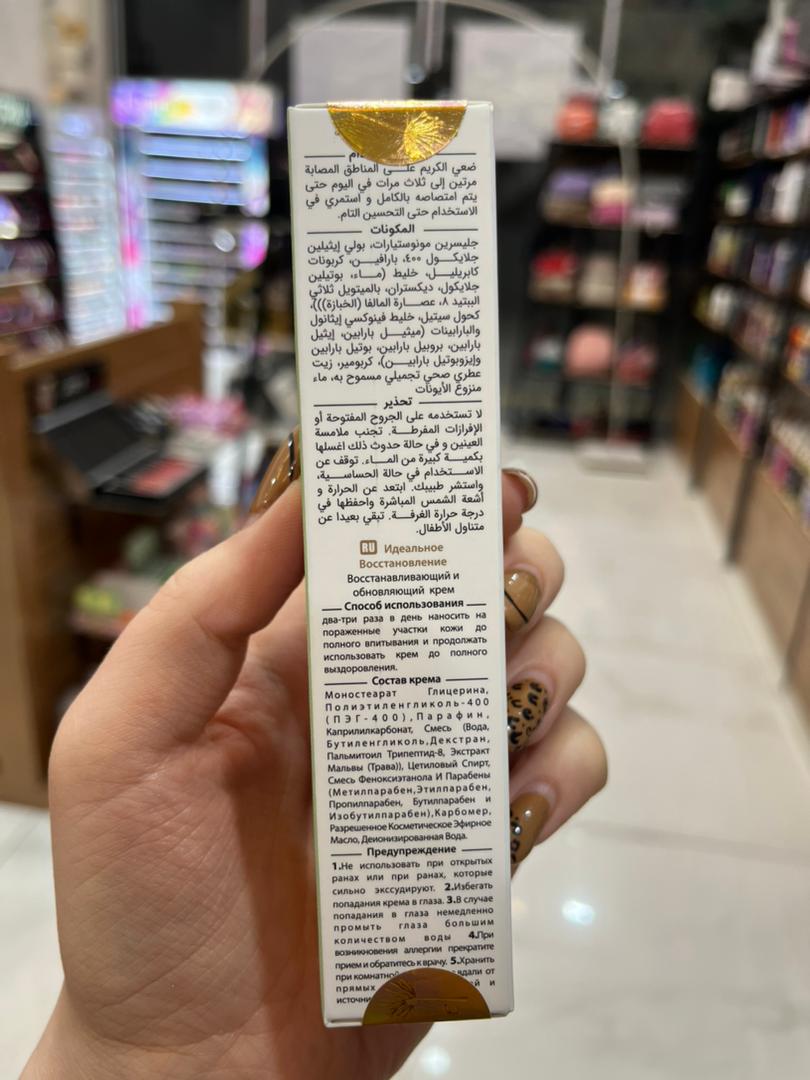 ضعي الكريم على المناطق المصابة
مرتين إلى ثلاث مرات في اليوم حتى
يتم امتصاصه بالكامل و استمري في
الاستخدام حتى التحسين التام.
المكونات
جليسرين مونوستيارات، بولي إيثيلين
جلايكول ٤٠٠، بارافين، كربونات
كابريليل، خليط (ماء، بوتيلين
جلايكول، ديكستران، بالميتويل ثلاثي
الببتيد ٨، عصارة المالفا (الخبازة)))،
كحول سيتيل، خليط فينوكسي إيثانول
والبارابينات (ميثيل بارابين، إيثيل
بارابين، بروبيل بارابين، بوتيل بارابين
وإيزوبوتيل بارابين)، كربومير، زيت
عطري صحي تجميلي مسموح به، ماء
منزوع الأيونات
تحذير
لا تستخدمه على الجروح المفتوحة أو
الإفرازات المفرطة. تجنب ملامسة
العينين و في حالة حدوث ذلك اغسلها
بكمية كبيرة من الماء. توقف عن
الاستخدام في حالة الحساسية،
واستشر طبيبك. ابتعد عن الحرارة و
أشعة الشمس المباشرة واحفظها في
درجة حرارة الغرفة. تبقي بعيدا عن
متناول الأطفال.
RU Идеальное
Восстановление
Восстанавливающий и
обновляющий крем
Способ использования
два-три раза в день наносить на
пораженные участки кожи до
полного впитывания и продолжать
использовать крем до полного
выздоровления.
Состав крема
Моностеарат Глицерина,
Полиэтиленгликоль-400
(ПЭГ-400), Парафин,
Каприлилкарбонат, Смесь (Вода,
Бутиленгликоль, Декстран,
Пальмитоил Трипептид-8, Экстракт
Мальвы (Трава)), Цетиловый Спирт,
Смесь Феноксиэтанола И Парабены
(Метилпарабен, Этилпарабен,
Пропилпарабен, Бутилпарабен и
Изобутилпарабен), Карбомер,
Разрешенное Косметическое Эфирное
Масло, Деионизированная Вода.
Предупреждение
1.Не использовать при открытых
ранах или при ранах, которые
сильно экссудируют. 2.Избегать
попадания крема в глаза. 3.В случае
попадания в глаза немедленно
промыть глаза большим
количеством воды 4.При
возникновения аллергии прекратите
прием и обратитесь к врачу. 5.Хранить
при комнатной от
прямых и